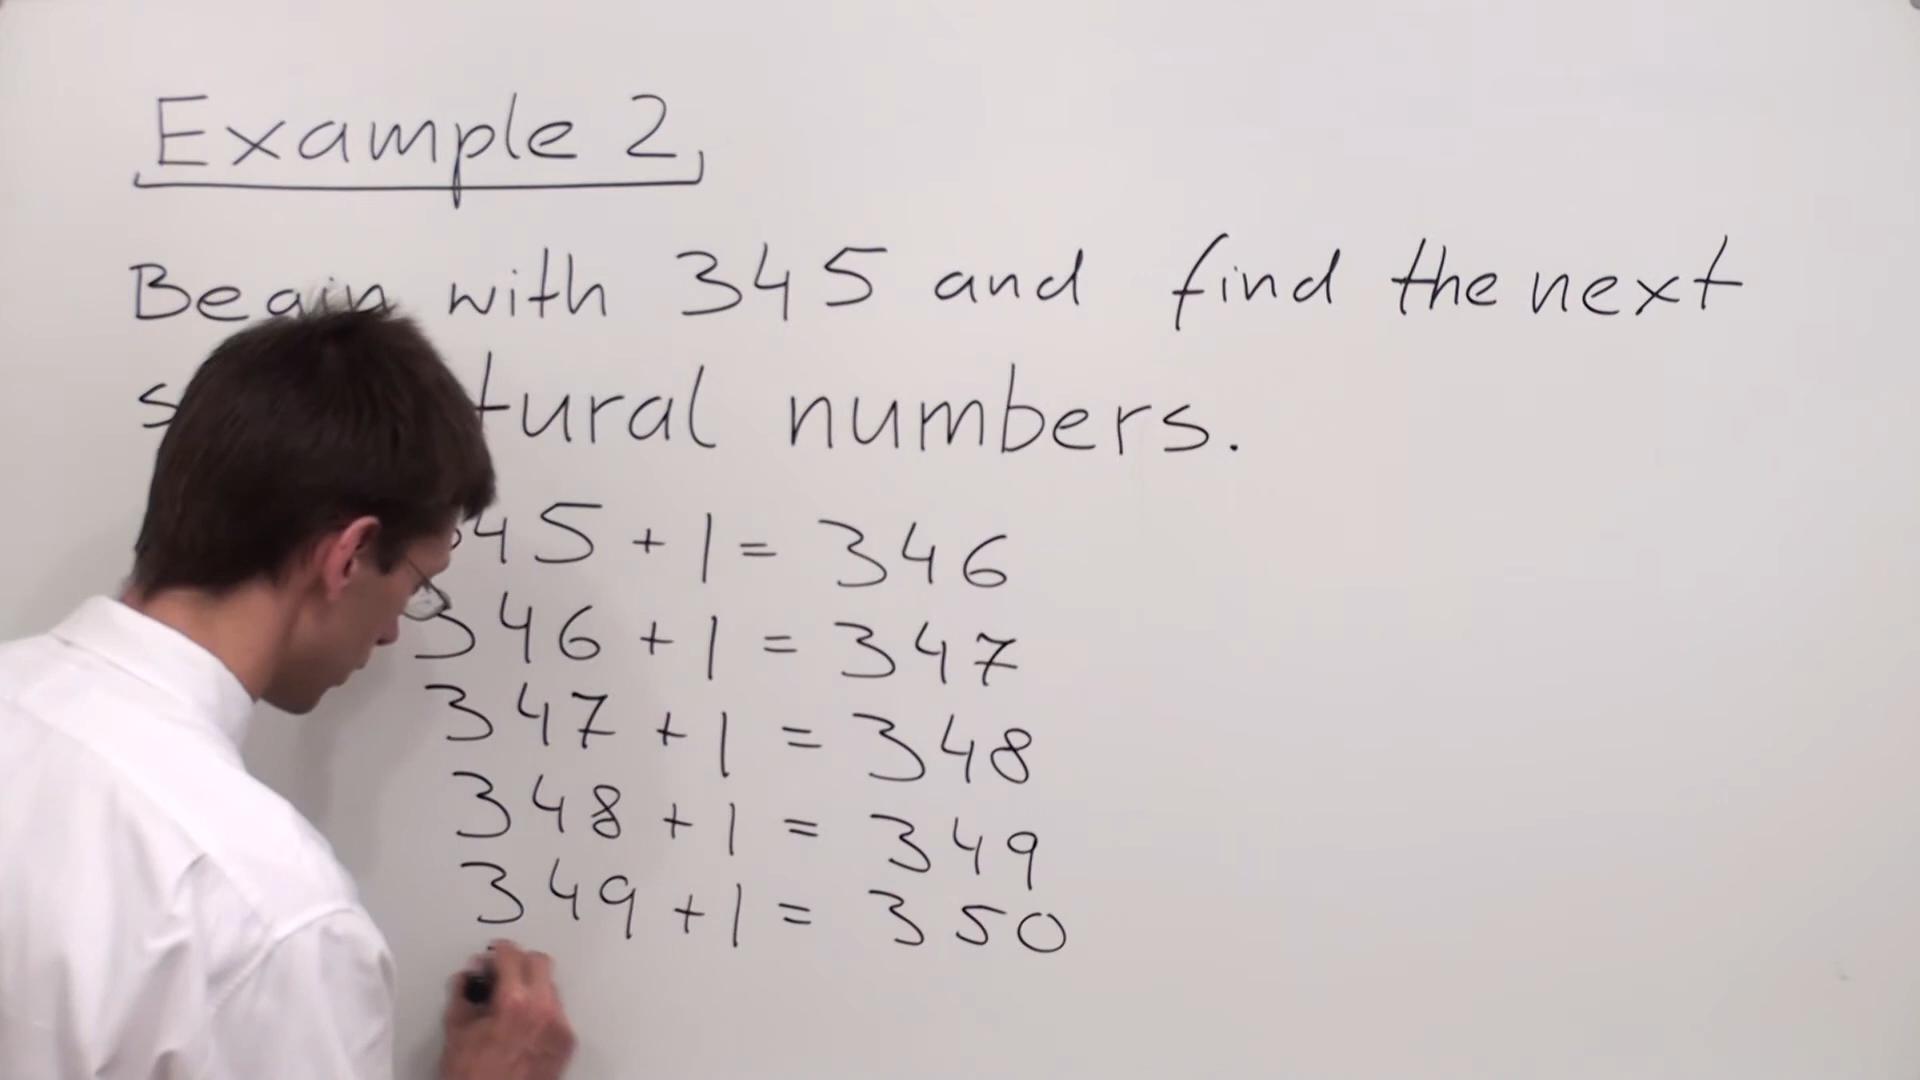 Example 2
Begin with 345 and find the next
numbers.
45 + 1 = 346
346 + 1 = 347
347 + 1 = 348
348 + 1 = 349
349 + 1 = 350